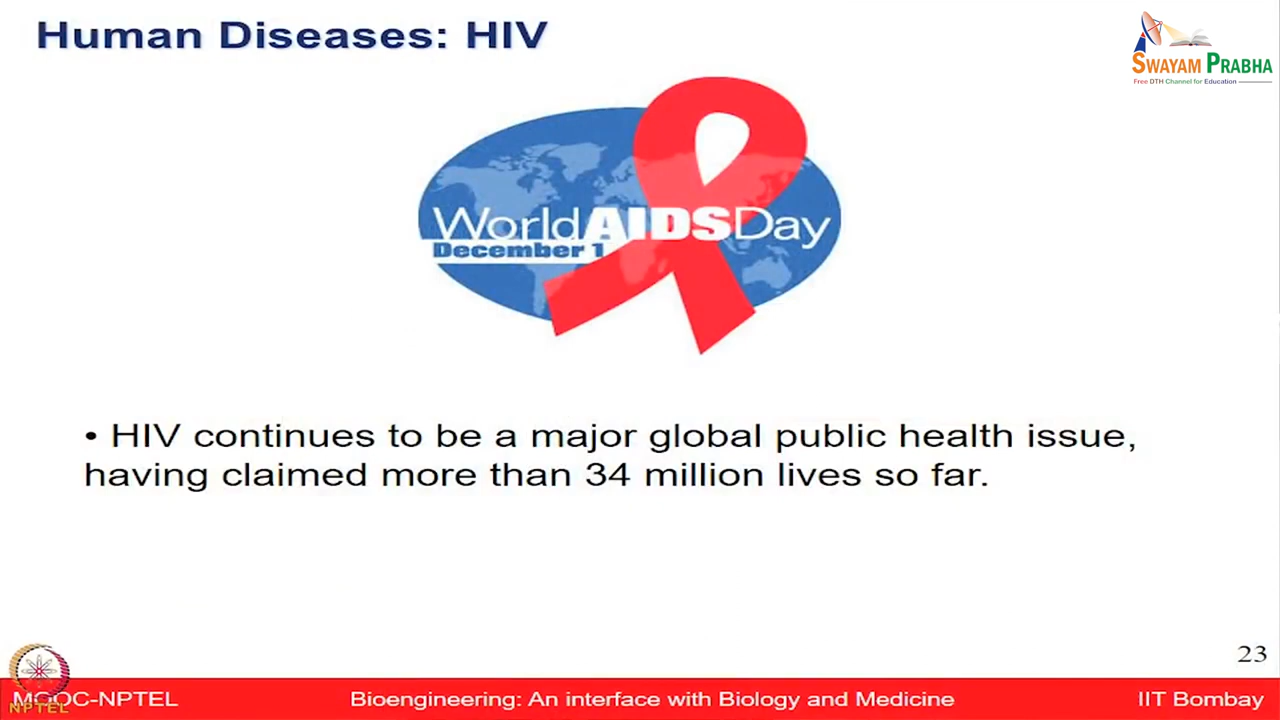 Human Diseases: HIV
SWAYAM PRABHA
Free DTH Channel for Education
World AIDS Day
December 1
• HIV continues to be a major global public health issue,
having claimed more than 34 million lives so far.
23
MOOC-NPTEL
NPTEL
Bioengineering: An interface with Biology and Medicine
IIT Bombay